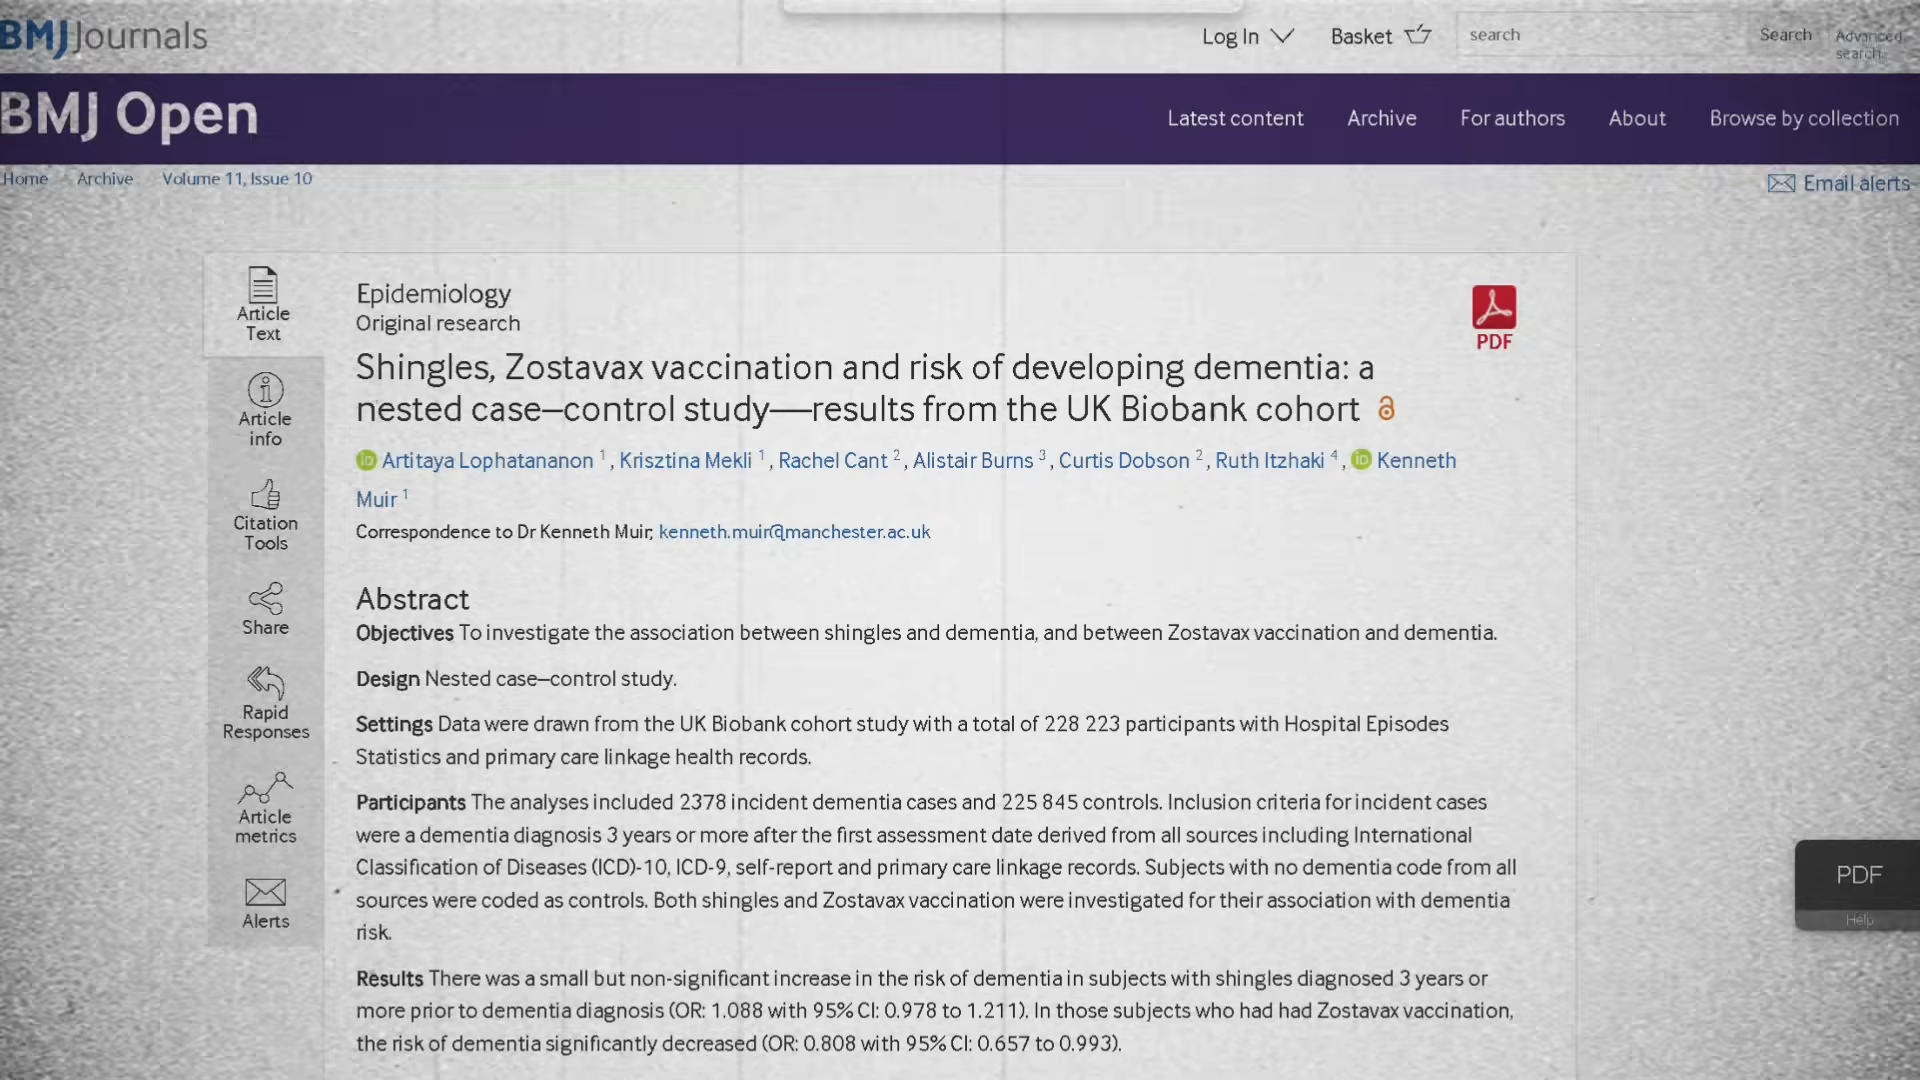 BMJ Journals
Log In
Basket
search
Search
Advanced
search
BMJ Open
Latest content
Archive
For authors
About
Browse by collection
Home
Archive
Volume 11, Issue 10
Email alerts
Article
Text
Article
info
Citation
Tools
Share
Rapid
Responses
Article
metrics
Alerts
Epidemiology
Original research
PDF
Shingles, Zostavax vaccination and risk of developing dementia: a
nested case–control study—results from the UK Biobank cohort
iD Artitaya Lophatananon 1, Krisztina Mekli 1, Rachel Cant 2, Alistair Burns 3, Curtis Dobson 2, Ruth Itzhaki 4, iD Kenneth
Muir 1
Correspondence to Dr Kenneth Muir; kenneth.muir@manchester.ac.uk
Abstract
Objectives To investigate the association between shingles and dementia, and between Zostavax vaccination and dementia.
Design Nested case–control study.
Settings Data were drawn from the UK Biobank cohort study with a total of 228 223 participants with Hospital Episodes
Statistics and primary care linkage health records.
Participants The analyses included 2378 incident dementia cases and 225 845 controls. Inclusion criteria for incident cases
were a dementia diagnosis 3 years or more after the first assessment date derived from all sources including International
Classification of Diseases (ICD)-10, ICD-9, self-report and primary care linkage records. Subjects with no dementia code from all
sources were coded as controls. Both shingles and Zostavax vaccination were investigated for their association with dementia
risk.
Results There was a small but non-significant increase in the risk of dementia in subjects with shingles diagnosed 3 years or
more prior to dementia diagnosis (OR: 1.088 with 95% CI: 0.978 to 1.211). In those subjects who had had Zostavax vaccination,
the risk of dementia significantly decreased (OR: 0.808 with 95% CI: 0.657 to 0.993).
PDF
Help